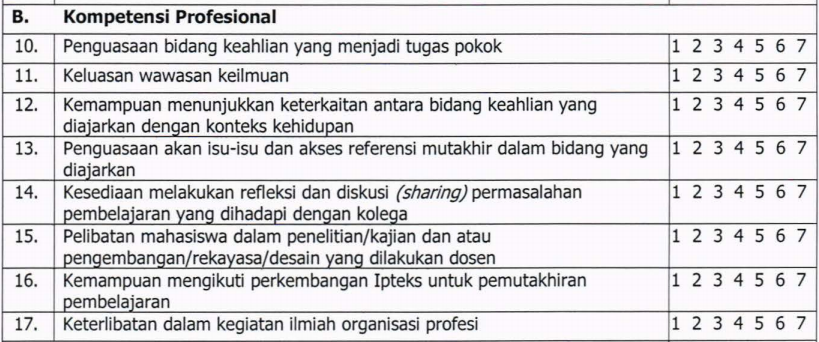 B. Kompetensi Profesional
10. Penguasaan bidang keahlian yang menjadi tugas pokok 1 2 3 4 5 6 7
11. Keluasan wawasan keilmuan 1 2 3 4 5 6 7
12. Kemampuan menunjukkan keterkaitan antara bidang keahlian yang 1 2 3 4 5 6 7
diajarkan dengan konteks kehidupan
13. Penguasaan akan isu-isu dan akses referensi mutakhir dalam bidang yang 1 2 3 4 5 6 7
diajarkan
14. Kesediaan melakukan refleksi dan diskusi (sharing) permasalahan 1 2 3 4 5 6 7
pembelajaran yang dihadapi dengan kolega
15. Pelibatan mahasiswa dalam penelitian/kajian dan atau 1 2 3 4 5 6 7
pengembangan/rekayasa/desain yang dilakukan dosen
16. Kemampuan mengikuti perkembangan Ipteks untuk pemutakhiran 1 2 3 4 5 6 7
pembelajaran
17. Keterlibatan dalam kegiatan ilmiah organisasi profesi 1 2 3 4 5 6 7